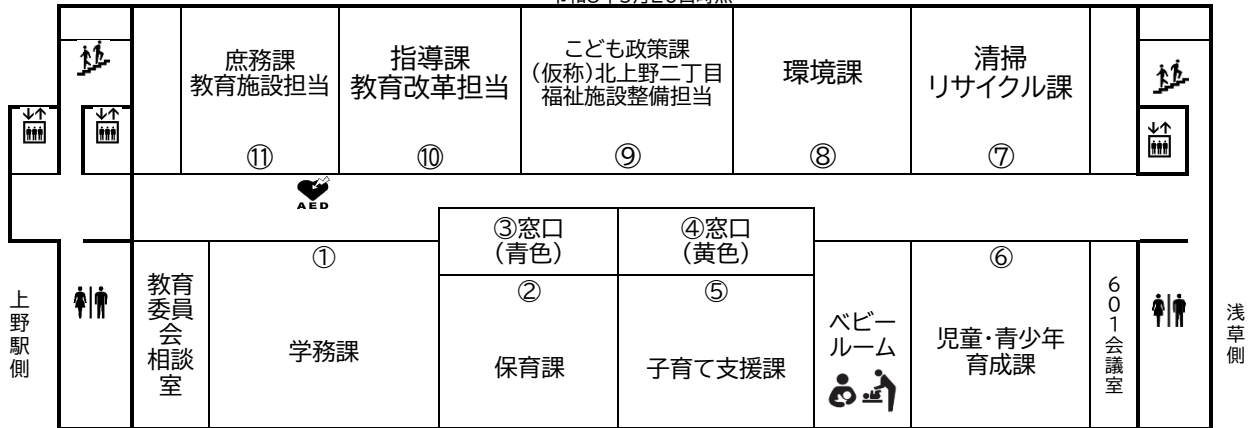 庶務課
教育施設担当
⑪
指導課
教育改革担当
⑩
こども政策課
(仮称)北上野二丁目
福祉施設整備担当
⑨
環境課
⑧
清掃
リサイクル課
⑦
AED
③窓口
(青色)
④窓口
(黄色)
上野駅側
教育
委員
会
相談
室
①
学務課
②
保育課
⑤
子育て支援課
ベビー
ルーム
⑥
児童・青少年
育成課
601会議室
浅草側